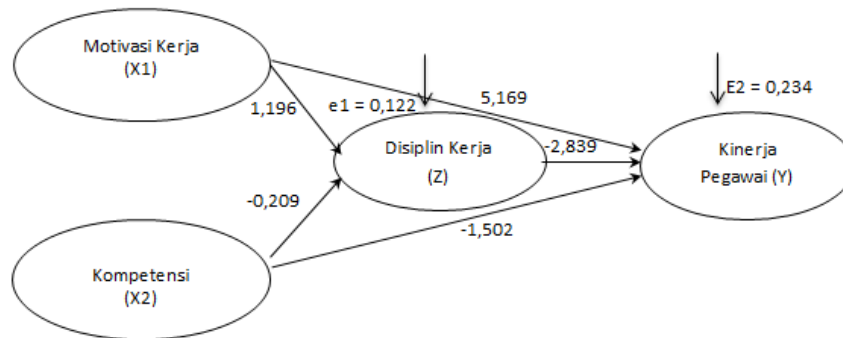 Motivasi Kerja
(X1)
5,169
E2 = 0,234
1,196
e1 = 0,122
Disiplin Kerja
(Z)
-2,839
Kinerja
Pegawai (Y)
-0,209
-1,502
Kompetensi
(X2)